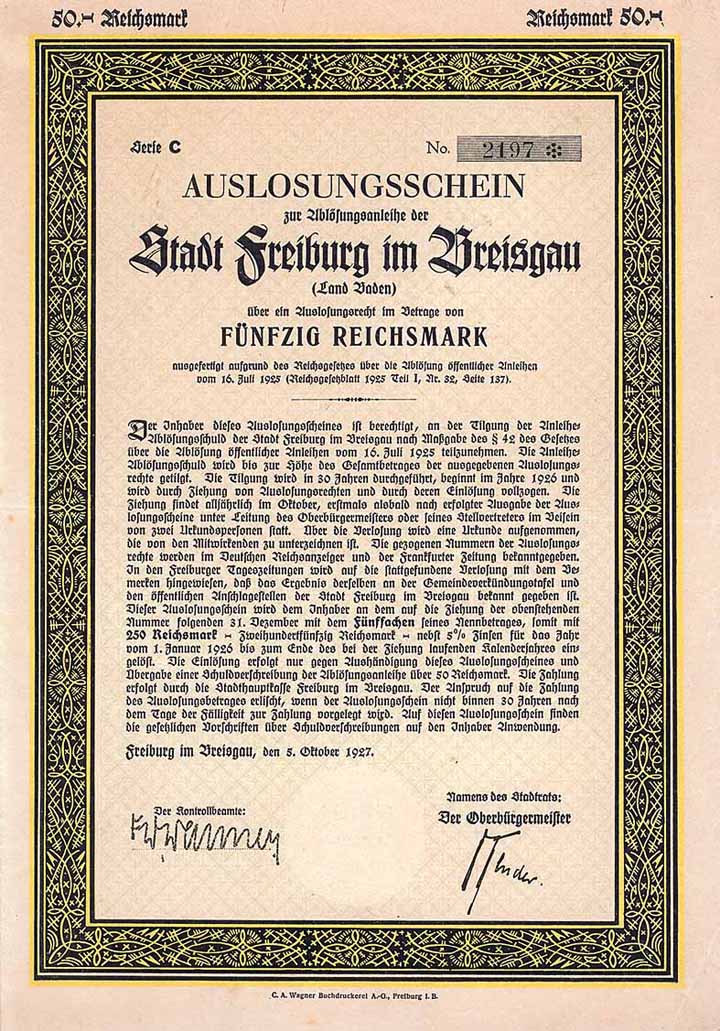 50.— Reichsmark
Reichsmark 50.—
Serie C
No. 2197 ✻
AUSLOSUNGSSCHEIN
zur Ablösungsanleihe der
Stadt Freiburg im Breisgau
(Land Baden)
über ein Auslosungsrecht im Betrage von
FÜNFZIG REICHSMARK
ausgefertigt aufgrund des Reichsgesetzes über die Ablösung öffentlicher Anleihen
vom 16. Juli 1925 (Reichsgesetzblatt 1925 Teil I, Nr. 32, Seite 137).
Der Inhaber dieses Auslosungsscheines ist berechtigt, an der Tilgung der Anleihe-
Ablösungsschuld der Stadt Freiburg im Breisgau nach Maßgabe des § 42 des Gesetzes
über die Ablösung öffentlicher Anleihen vom 16. Juli 1925 teilzunehmen. Die Anleihe-
Ablösungschuld wird bis zur Höhe des Gesamtbetrages der ausgegebenen Auslosungs-
rechte getilgt. Die Tilgung wird in 30 Jahren durchgeführt, beginnt im Jahre 1926 und
wird durch Ziehung von Auslosungsrechten und durch deren Einlösung vollzogen. Die
Ziehung findet alljährlich im Oktober, erstmals alsbald nach erfolgter Ausgabe der Aus-
losungsscheine unter Leitung des Oberbürgermeisters oder seines Stellvertreters im Beisein
von zwei Urkundspersonen statt. Über die Verlosung wird eine Urkunde aufgenommen,
die von den Mitwirkenden zu unterzeichnen ist. Die gezogenen Nummern der Auslosungs-
rechte werden im Deutschen Reichsanzeiger und der Frankfurter Zeitung bekanntgegeben.
In den Freiburger Tageszeitungen wird auf die stattgefundene Verlosung mit dem Be-
merken hingewiesen, daß das Ergebnis derselben an der Gemeindeverkündungstafel und
den öffentlichen Anschlagestellen der Stadt Freiburg im Breisgau bekannt gegeben ist.
Dieser Auslosungschein wird dem Inhaber an dem auf die Ziehung der obenstehenden
Nummer folgenden 31. Dezember mit dem Fünffachen seines Nennbetrages, somit mit
250 Reichsmark — Zweihundertfünfzig Reichsmark — nebst 5% Zinsen für das Jahr
vom 1. Januar 1926 bis zum Ende des bei der Ziehung laufenden Kalenderjahres ein-
gelöst. Die Einlösung erfolgt nur gegen Aushändigung dieses Auslosungscheines und
Übergabe einer Schuldverschreibung der Ablösungsanleihe über 50 Reichsmark. Die Zahlung
erfolgt durch die Stadthauptkasse Freiburg im Breisgau. Der Anspruch auf die Zahlung
des Auslosungsbetrages erlischt, wenn der Auslosungschein nicht binnen 30 Jahren nach
dem Tage der Fälligkeit zur Zahlung vorgelegt wird. Auf diesen Auslosungschein finden
die gesetzlichen Vorschriften über Schuldverschreibungen auf den Inhaber Anwendung.
Freiburg im Breisgau, den 5. Oktober 1927.
Der Kontrollbeamte:
Namens des Stadtrats:
Der Oberbürgermeister
C. A. Wagner Buchdruckerei A.-G., Freiburg I. B.